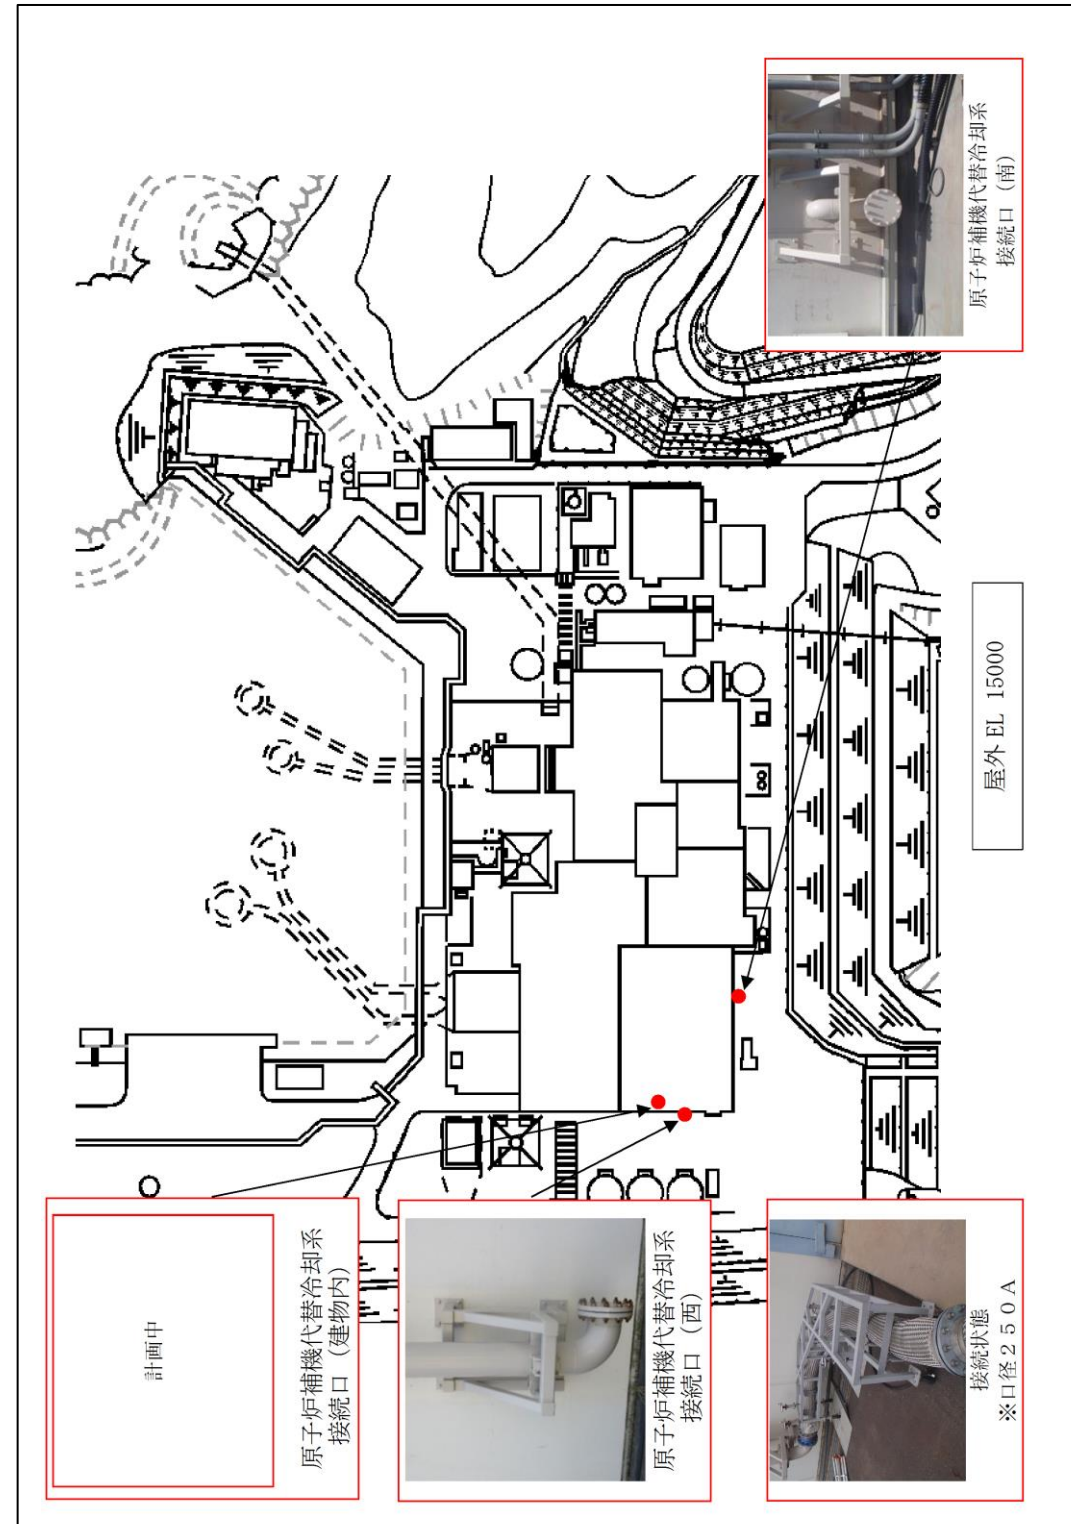 計画中
原子炉補機代替冷却系
接続口（建物内）
原子炉補機代替冷却系
接続口（西）
接続状態
※口径２５０Ａ
原子炉補機代替冷却系
接続口（南）
屋外 EL 15000